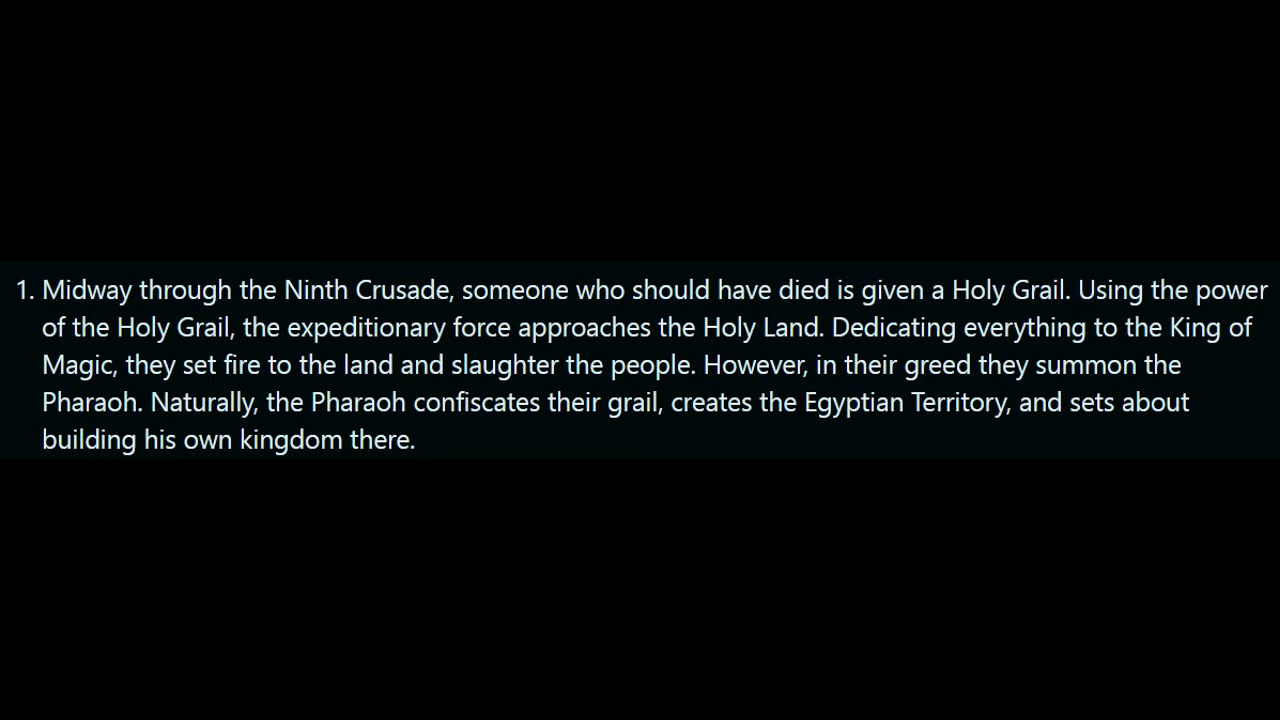 1. Midway through the Ninth Crusade, someone who should have died is given a Holy Grail. Using the power
of the Holy Grail, the expeditionary force approaches the Holy Land. Dedicating everything to the King of
Magic, they set fire to the land and slaughter the people. However, in their greed they summon the
Pharaoh. Naturally, the Pharaoh confiscates their grail, creates the Egyptian Territory, and sets about
building his own kingdom there.